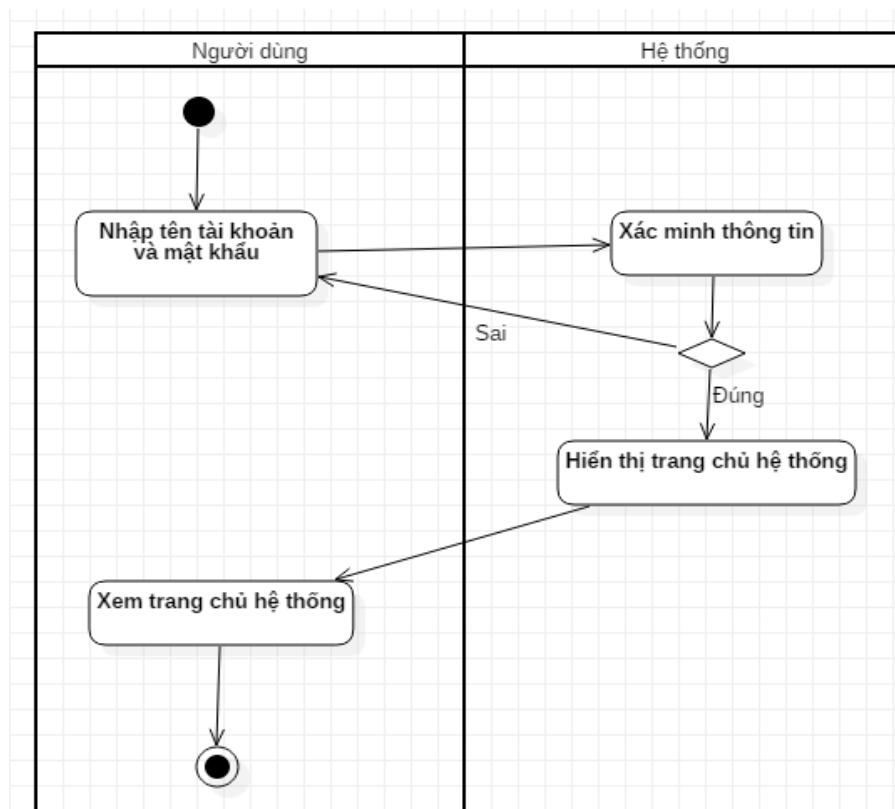 Người dùng
Hệ thống
Nhập tên tài khoản
và mật khẩu
Xác minh thông tin
Sai
Đúng
Hiển thị trang chủ hệ thống
Xem trang chủ hệ thống